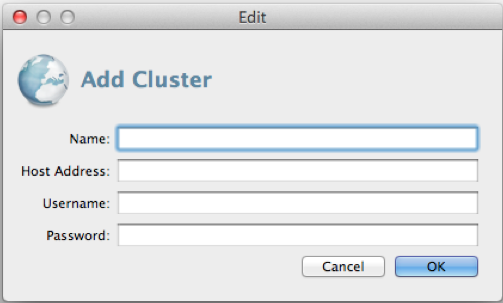 Edit
Add Cluster
Name:
Host Address:
Username:
Password:
Cancel OK